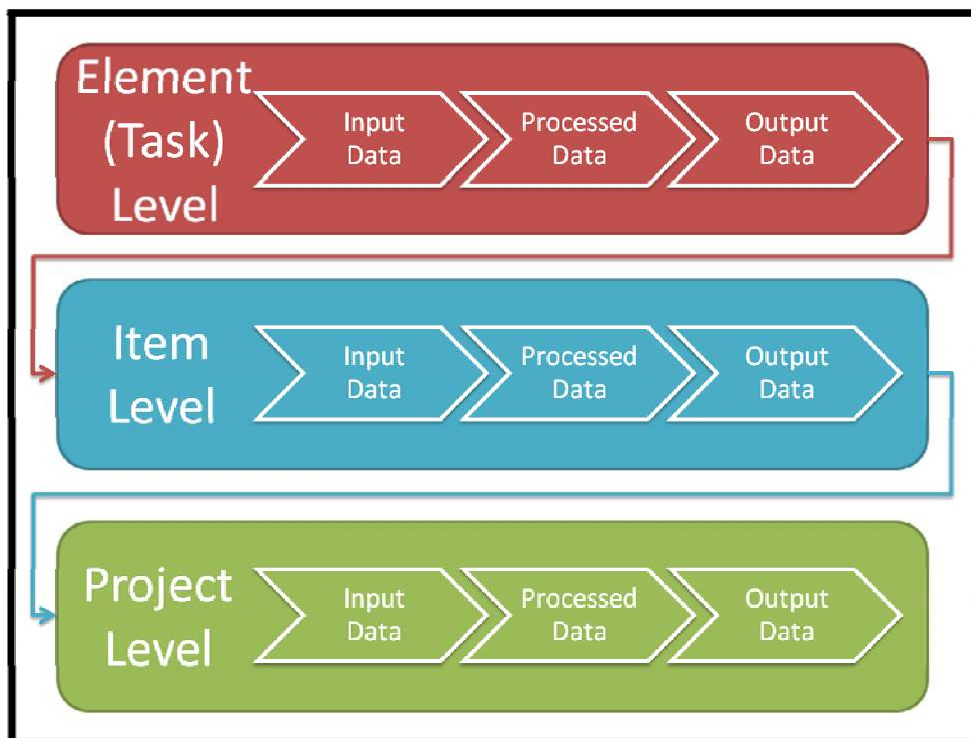 Element
(Task)
Level
Input
Data
Processed
Data
Output
Data
Item
Level
Input
Data
Processed
Data
Output
Data
Project
Level
Input
Data
Processed
Data
Output
Data